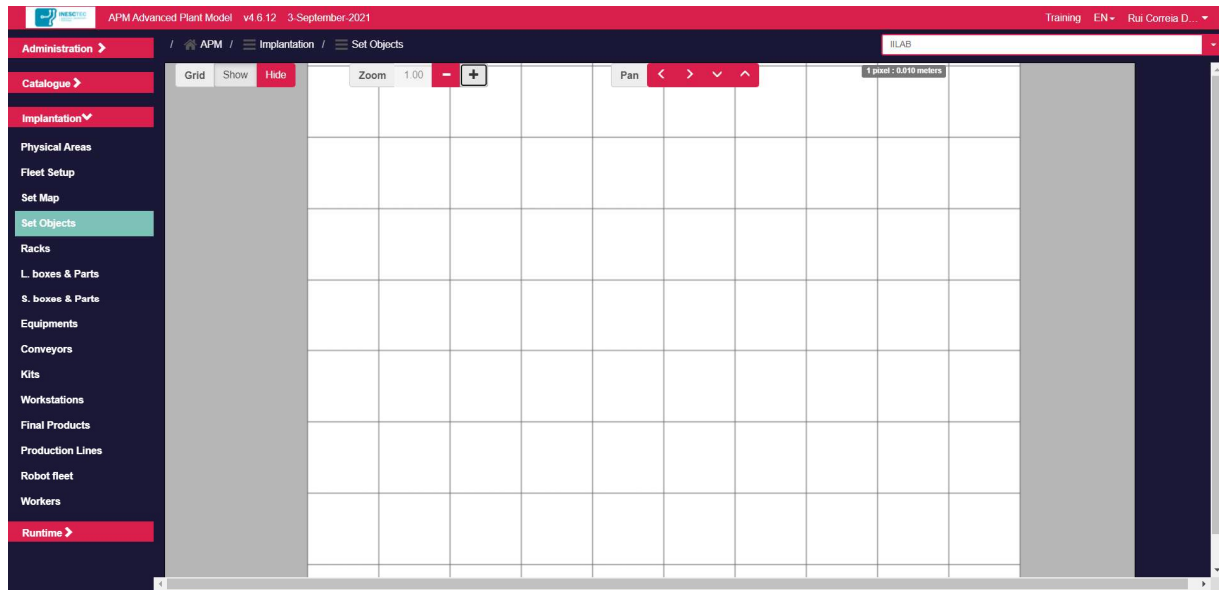 INESCTEC
APM Advanced Plant Model v4.6.12 3-September-2021
Training EN Rui Correia D...
Administration
/ APM / Implantation / Set Objects
IILAB
Catalogue
Grid Show Hide
Zoom 1.00 - +
Pan
1 pixel : 0.010 meters
Implantation
Physical Areas
Fleet Setup
Set Map
Set Objects
Racks
L. boxes & Parts
S. boxes & Parts
Equipments
Conveyors
Kits
Workstations
Final Products
Production Lines
Robot fleet
Workers
Runtime